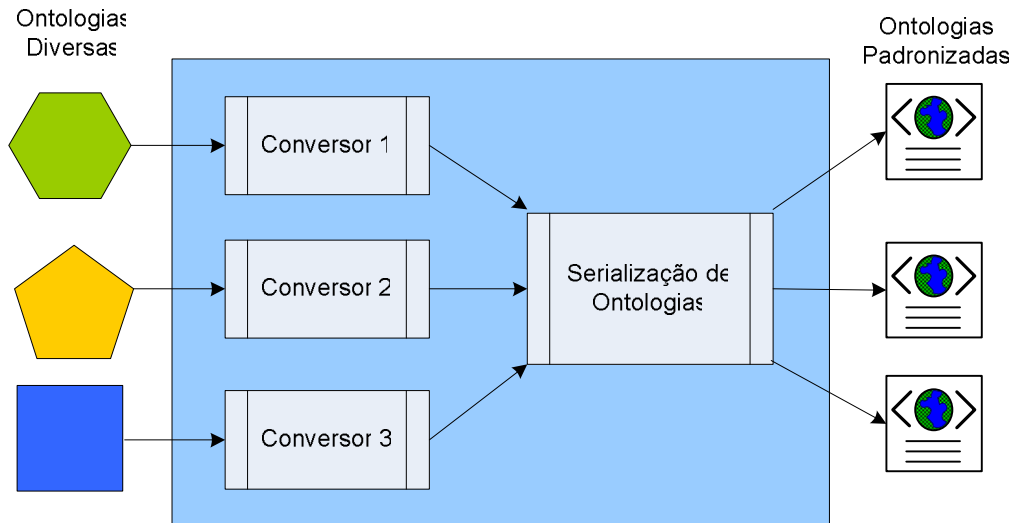 Ontologias
Diversas
Ontologias
Padronizadas
Conversor 1
Conversor 2
Serialização de
Ontologias
Conversor 3